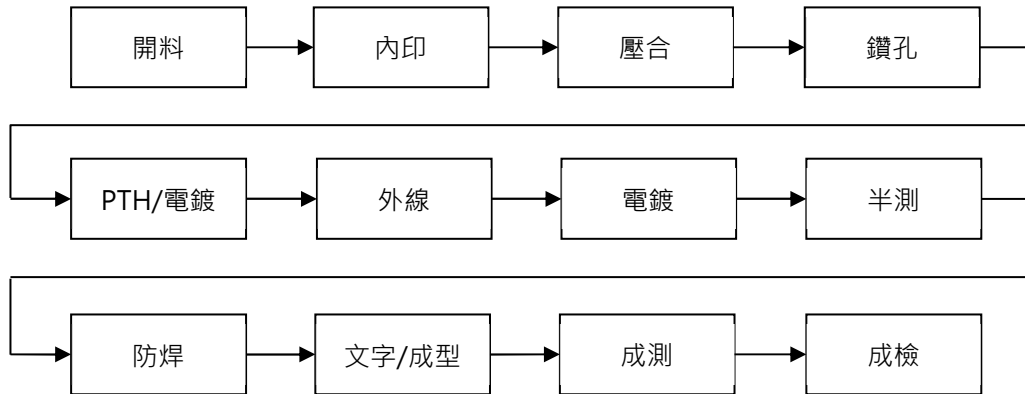 開料
內印
壓合
鑽孔
PTH/電鍍
外線
電鍍
半測
防焊
文字/成型
成測
成檢